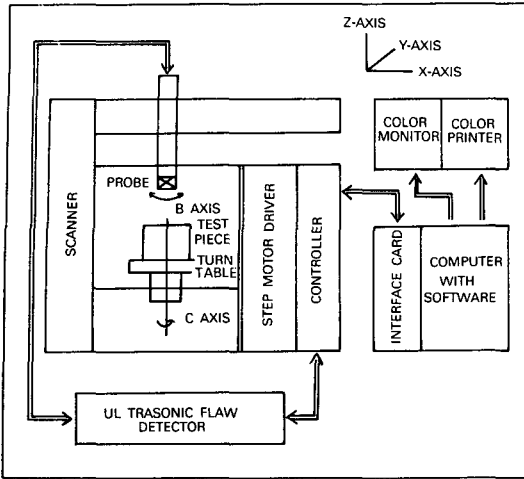 Z-AXIS
Y-AXIS
X-AXIS
COLOR
MONITOR
COLOR
PRINTER
PROBE
B AXIS
TEST
PIECE
TURN
TABLE
C AXIS
SCANNER
STEP MOTOR DRIVER
CONTROLLER
INTERFACE CARD
COMPUTER
WITH
SOFTWARE
UL TRASONIC FLAW
DETECTOR